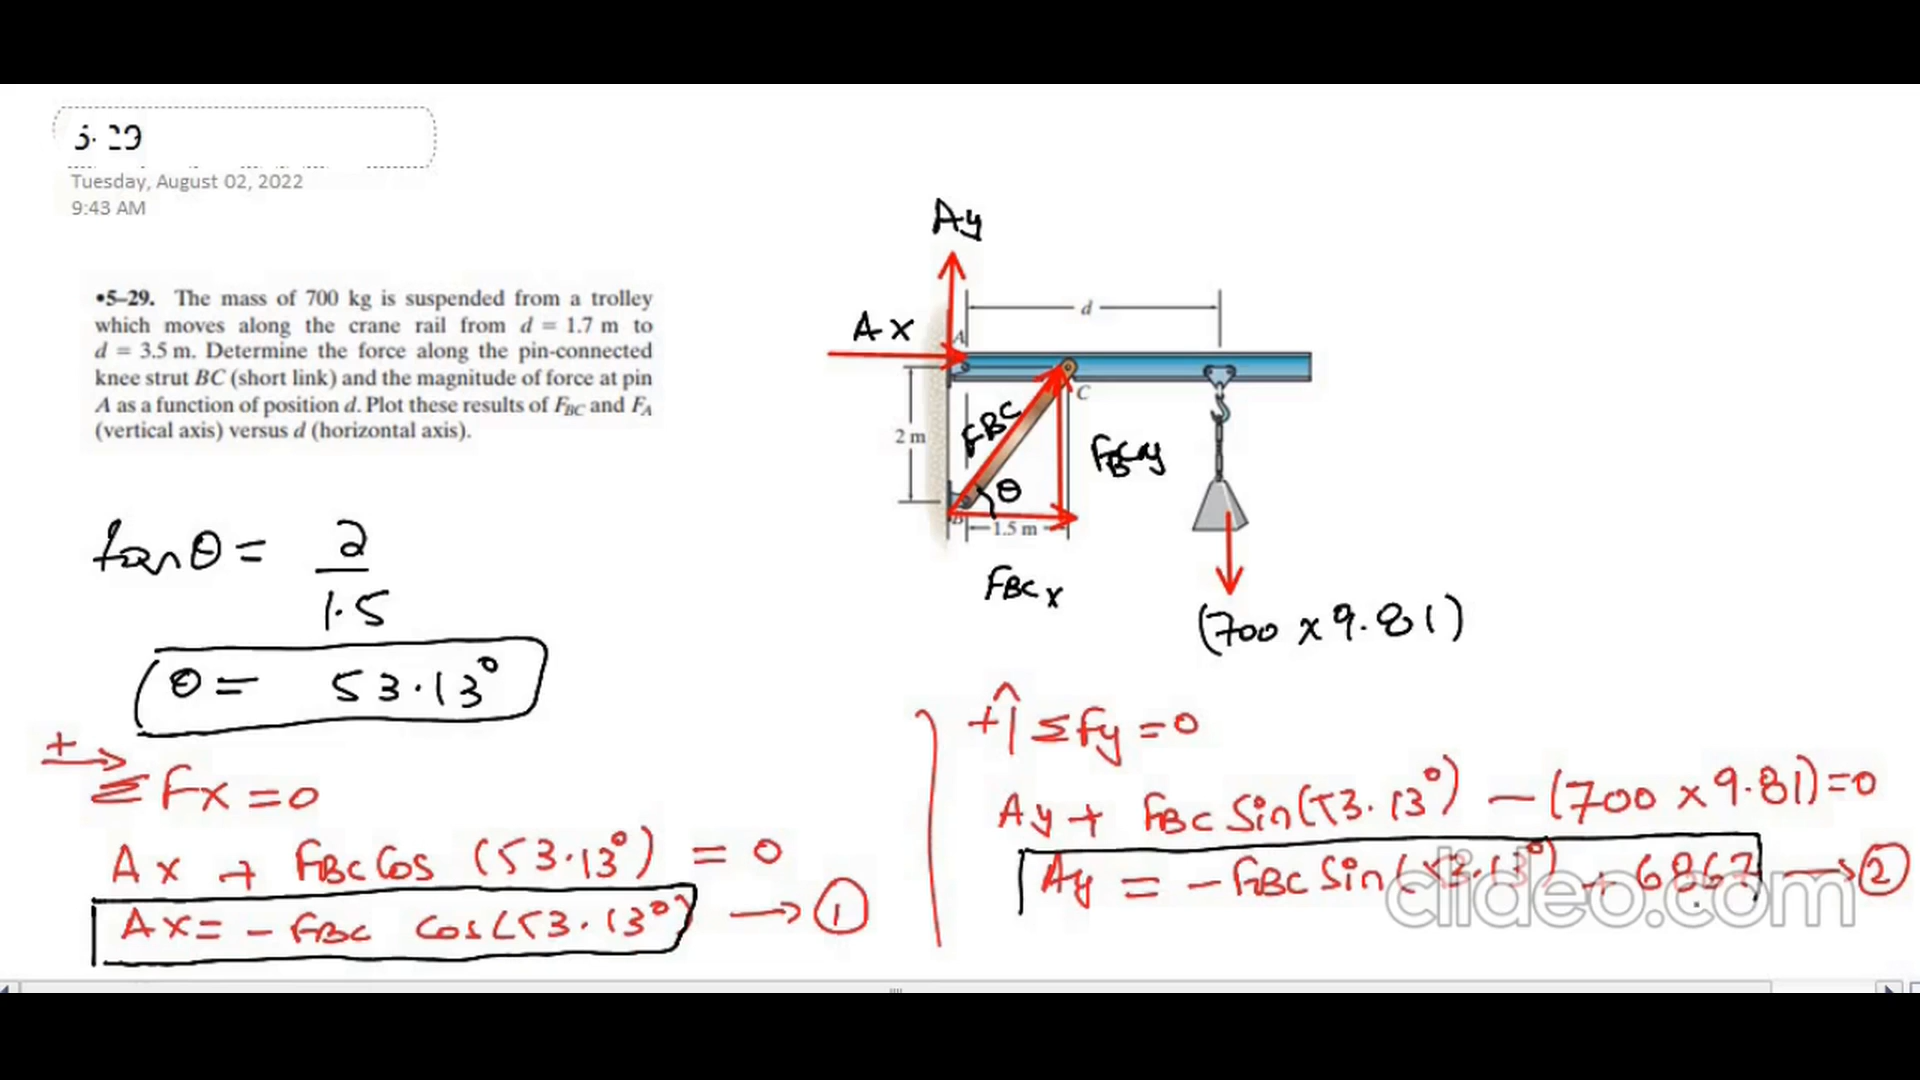 5.29
Tuesday, August 02, 2022
9:43 AM
•5–29. The mass of 700 kg is suspended from a trolley
which moves along the crane rail from d = 1.7 m to
d = 3.5 m. Determine the force along the pin-connected
knee strut BC (short link) and the magnitude of force at pin
A as a function of position d. Plot these results of FBC and FA
(vertical axis) versus d (horizontal axis).
Ay
d
Ax
A
C
FBC
2 m
FBCy
θ
B
1.5 m
FBCx
(700 × 9.81)
tanθ = 2
1.5
θ = 53.13°
+
ΣFx = 0
Ax + FBC Cos (53.13°) = 0
Ax = - FBC Cos(53.13°) → 1
+↑ ΣFy = 0
Ay + FBC Sin(53.13°) - (700 × 9.81) = 0
Ay = - FBC Sin(53.13°) + 6867 → 2
clideo.com